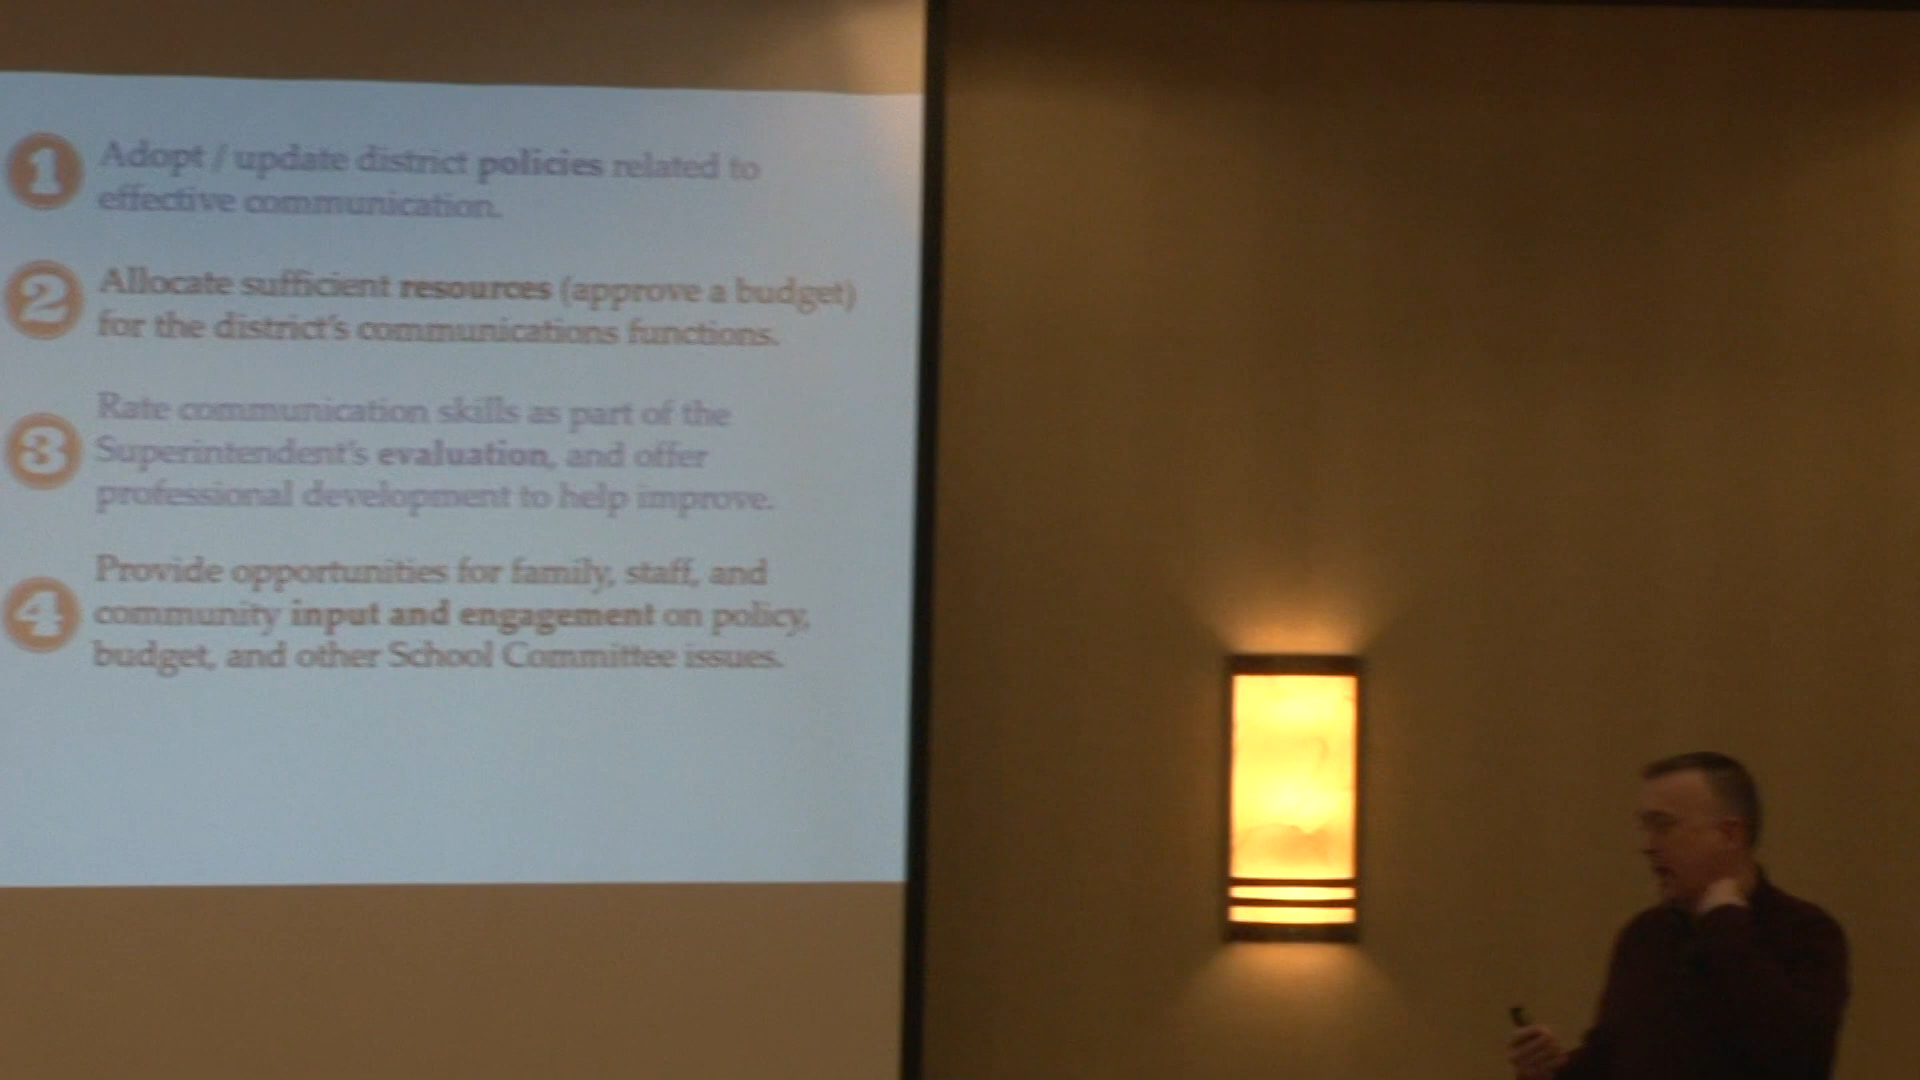 1 Adopt / update district policies related to
effective communication.
2 Allocate sufficient resources (approve a budget)
for the district's communications functions.
3 Rate communication skills as part of the
Superintendent's evaluation, and offer
professional development to help improve.
4 Provide opportunities for family, staff, and
community input and engagement on policy,
budget, and other School Committee issues.